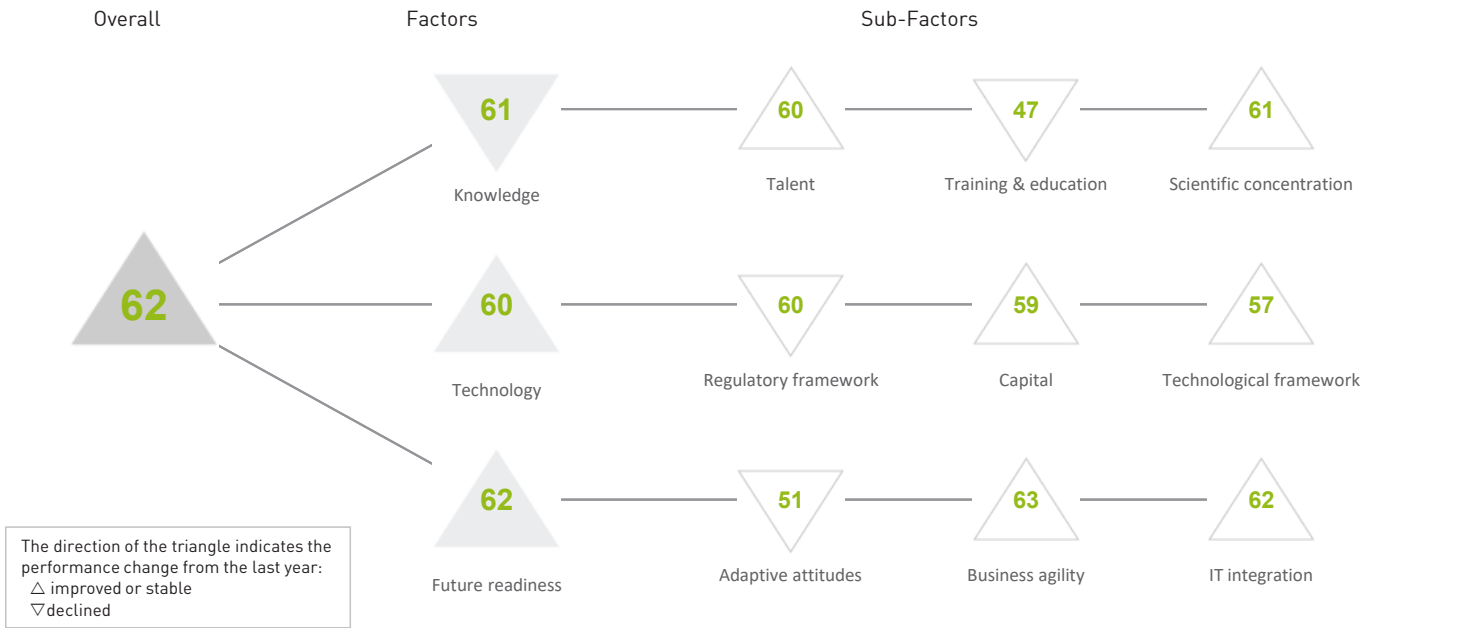 Overall Factors Sub-Factors
61 60 47 61
Knowledge Talent Training & education Scientific concentration
62 60 60 59 57
Technology Regulatory framework Capital Technological framework
62 51 63 62
Future readiness Adaptive attitudes Business agility IT integration
The direction of the triangle indicates the
performance change from the last year:
△ improved or stable
▽ declined